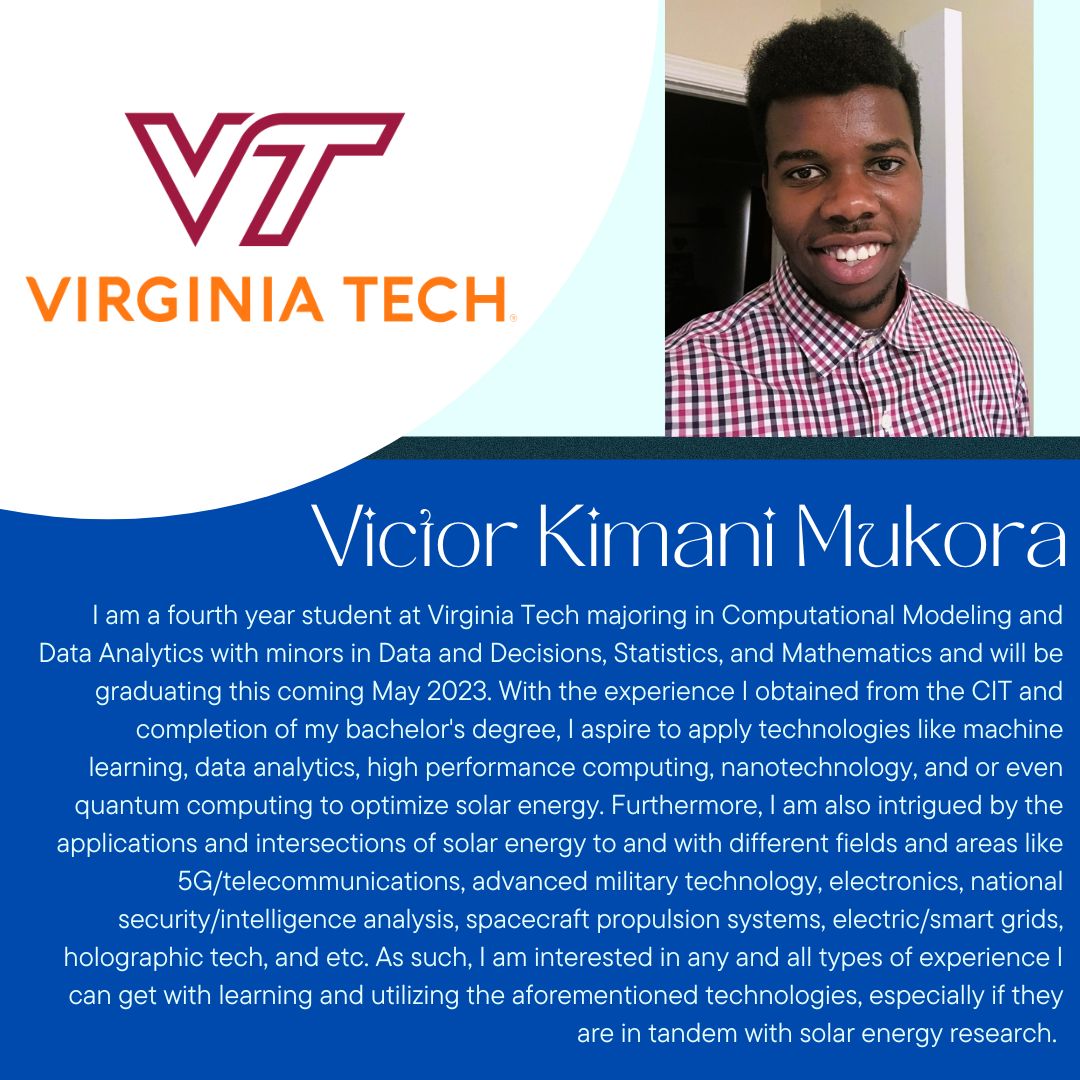 VT
VIRGINIA TECH®
Victor Kimani Mukora
I am a fourth year student at Virginia Tech majoring in Computational Modeling and
Data Analytics with minors in Data and Decisions, Statistics, and Mathematics and will be
graduating this coming May 2023. With the experience I obtained from the CIT and
completion of my bachelor's degree, I aspire to apply technologies like machine
learning, data analytics, high performance computing, nanotechnology, and or even
quantum computing to optimize solar energy. Furthermore, I am also intrigued by the
applications and intersections of solar energy to and with different fields and areas like
5G/telecommunications, advanced military technology, electronics, national
security/intelligence analysis, spacecraft propulsion systems, electric/smart grids,
holographic tech, and etc. As such, I am interested in any and all types of experience I
can get with learning and utilizing the aforementioned technologies, especially if they
are in tandem with solar energy research.